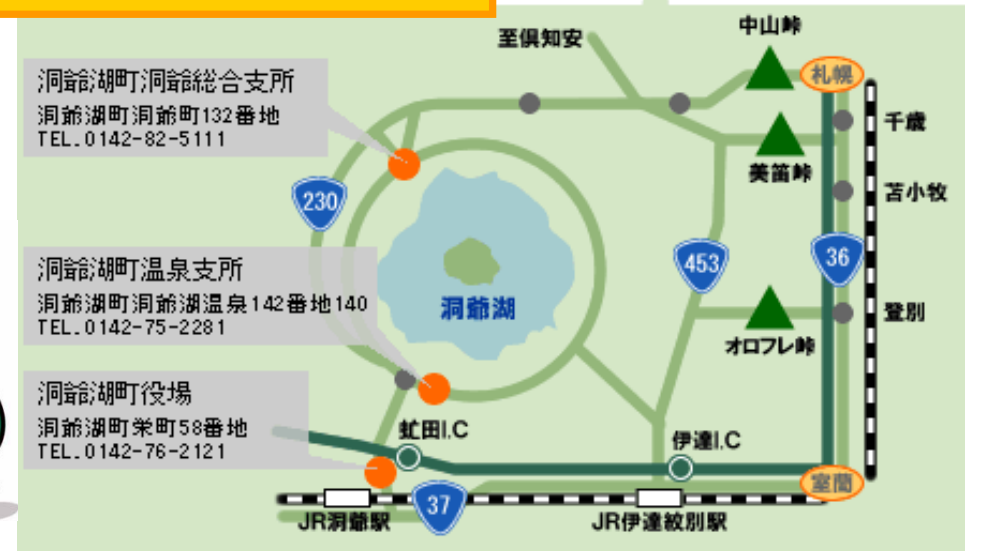 至倶知安
中山峠
札幌
洞爺湖町洞爺総合支所
洞爺湖町洞爺町132番地
TEL.0142-82-5111
千歳
美笛峠
苫小牧
230
453
36
洞爺湖町温泉支所
洞爺湖町洞爺湖温泉142番地140
TEL.0142-75-2281
洞爺湖
登別
オロフレ峠
洞爺湖町役場
洞爺湖町栄町58番地
TEL.0142-76-2121
虻田I.C
伊達I.C
室蘭
37
JR洞爺駅
JR伊達紋別駅